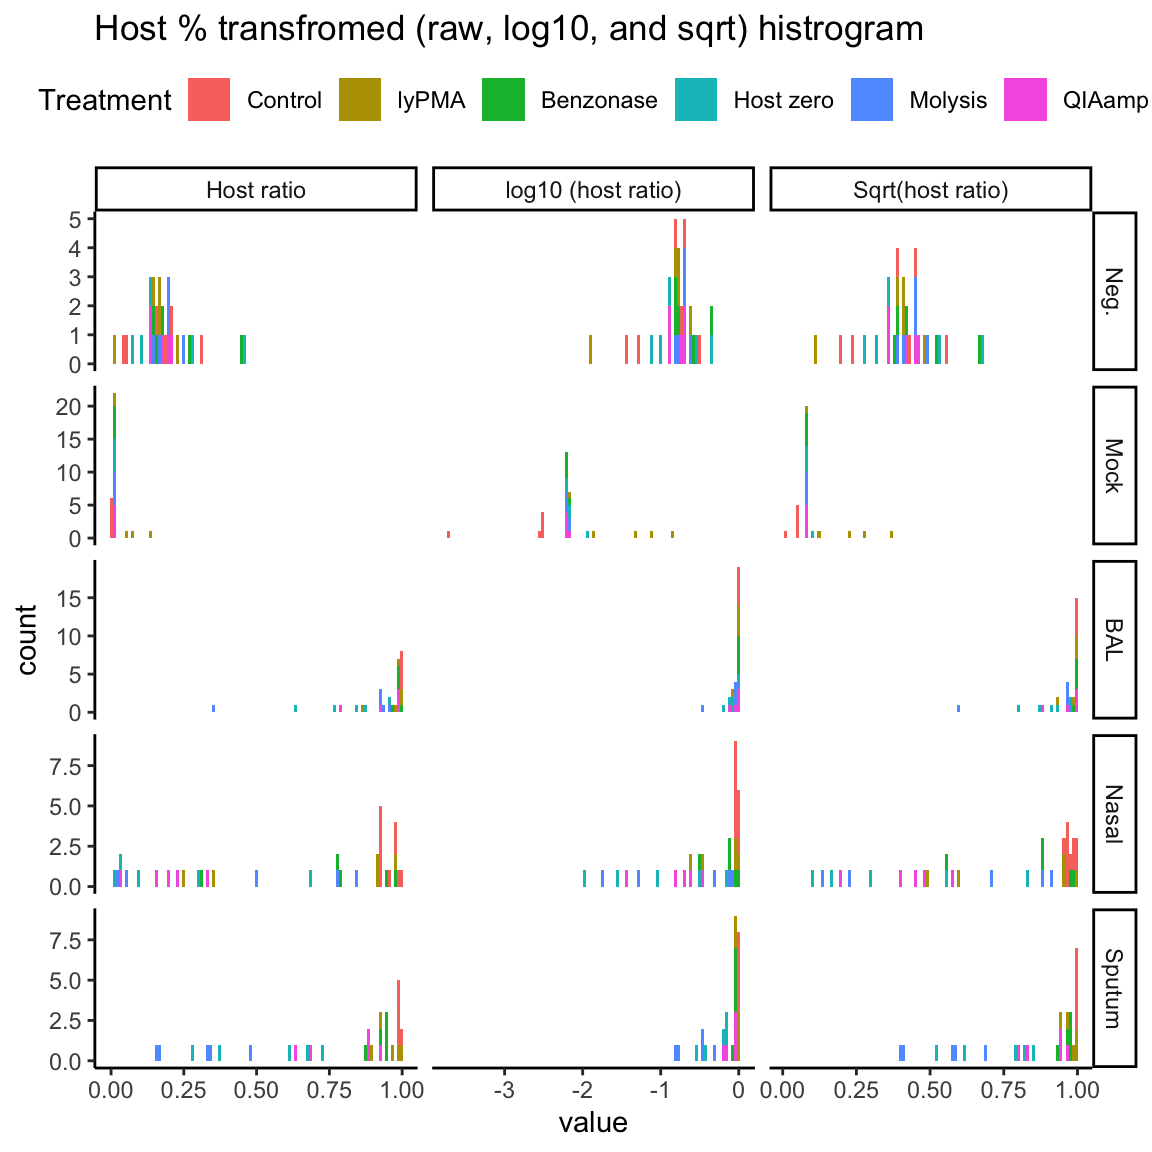 Host % transfromed (raw, log10, and sqrt) histrogram
Treatment Control lyPMA Benzonase Host zero Molysis QIAamp
Host ratio log10 (host ratio) Sqrt(host ratio)
5
4
3
2
1
0
Neg.
20
15
10
5
0
Mock
15
10
5
0
BAL
7.5
5.0
2.5
0.0
Nasal
7.5
5.0
2.5
0.0
Sputum
count
0.00 0.25 0.50 0.75 1.00 -3 -2 -1 0 0.00 0.25 0.50 0.75 1.00
value